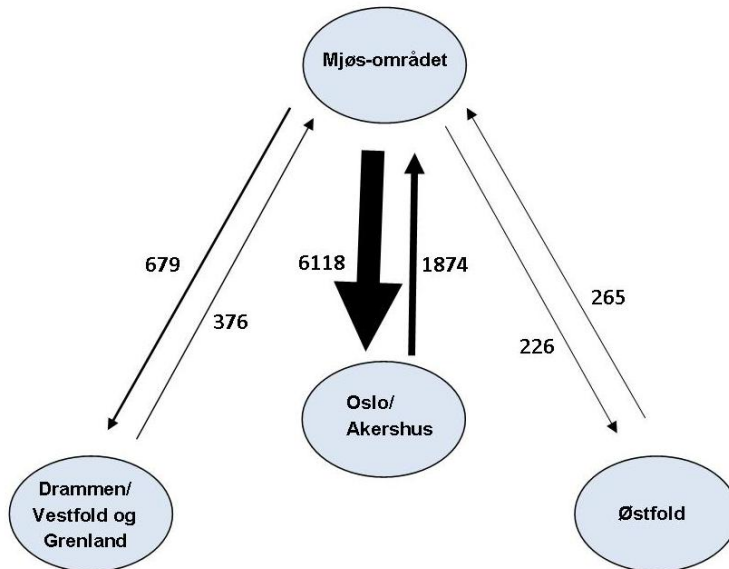 Mjøs-området
679
376
6118
1874
265
226
Oslo/
Akershus
Drammen/
Vestfold og
Grenland
Østfold